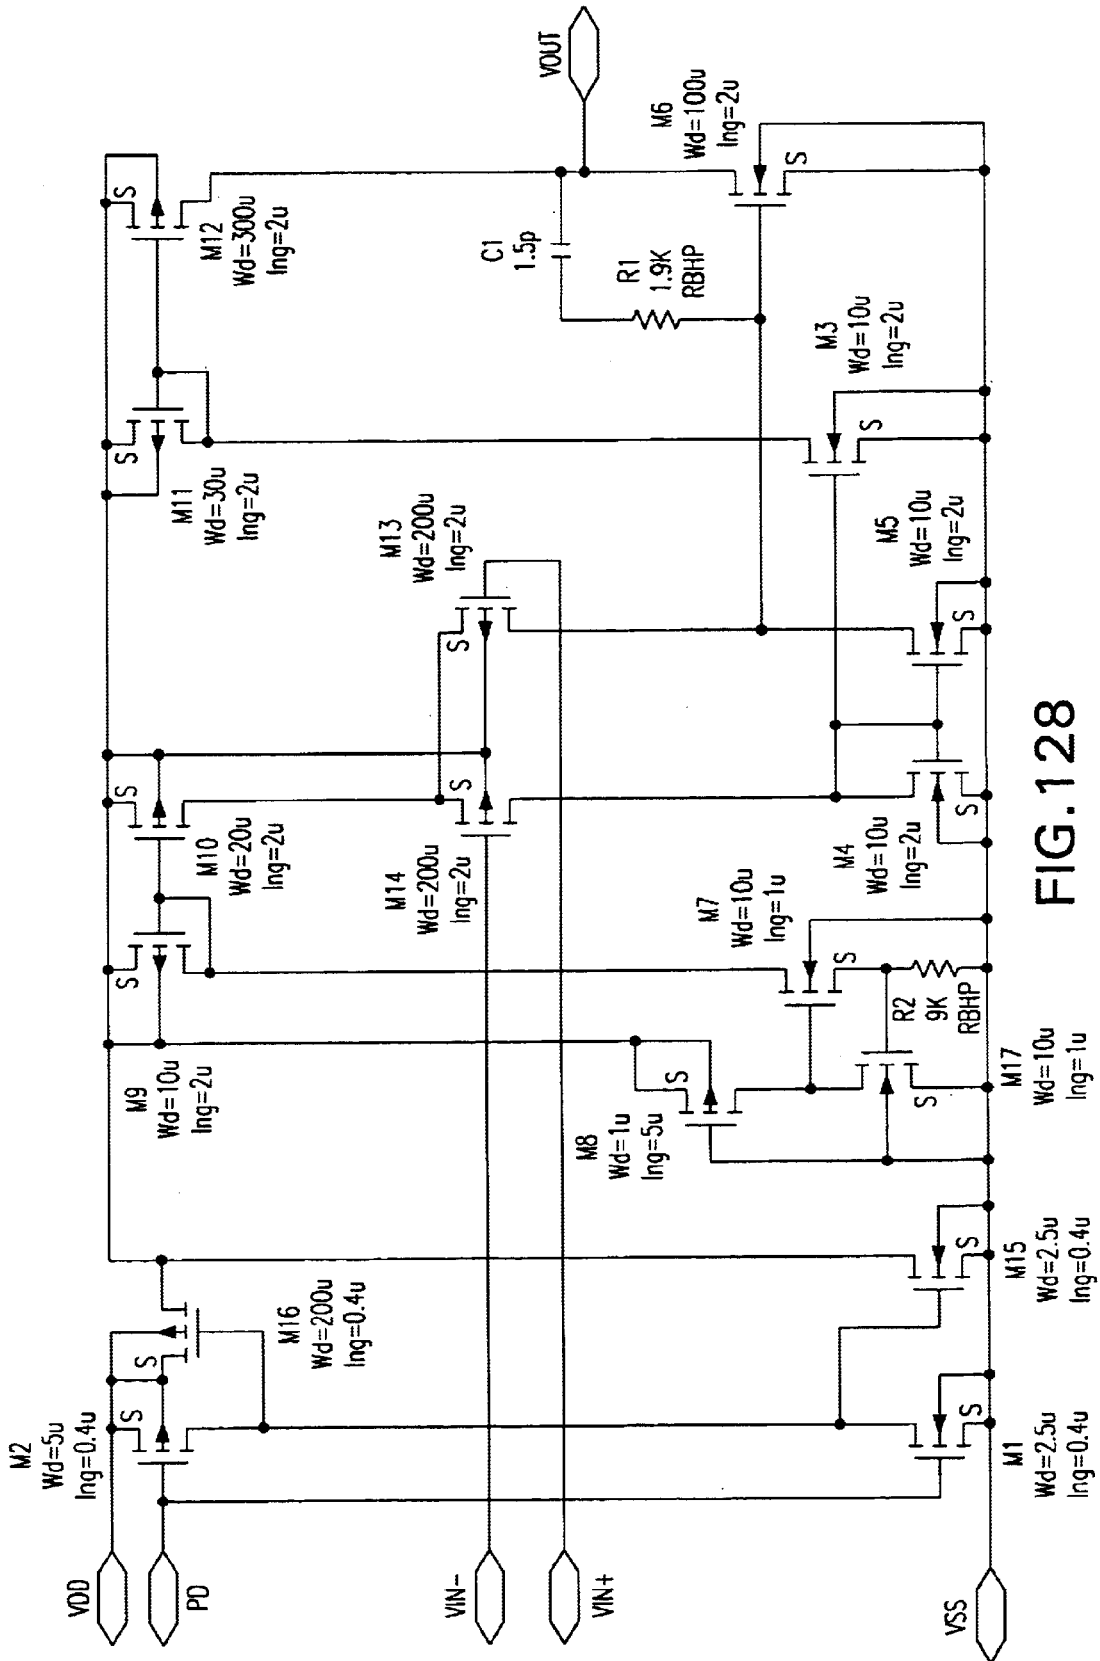 VDD
PD
VIN-
VIN+
VSS
VOUT
M2
Wd=5u
lng=0.4u
S
M16
Wd=200u
lng=0.4u
S
M1
Wd=2.5u
lng=0.4u
S
M15
Wd=2.5u
lng=0.4u
S
M9
Wd=10u
lng=2u
S
M10
Wd=20u
lng=2u
S
M8
Wd=1u
lng=5u
S
M7
Wd=10u
lng=1u
S
R2
9K
RBHP
M17
Wd=10u
lng=1u
S
M14
Wd=200u
lng=2u
S
M13
Wd=200u
lng=2u
S
M4
Wd=10u
lng=2u
S
M5
Wd=10u
lng=2u
S
M11
Wd=30u
lng=2u
S
M12
Wd=300u
lng=2u
S
C1
1.5p
R1
1.9K
RBHP
M3
Wd=10u
lng=2u
S
M6
Wd=100u
lng=2u
S
FIG.128